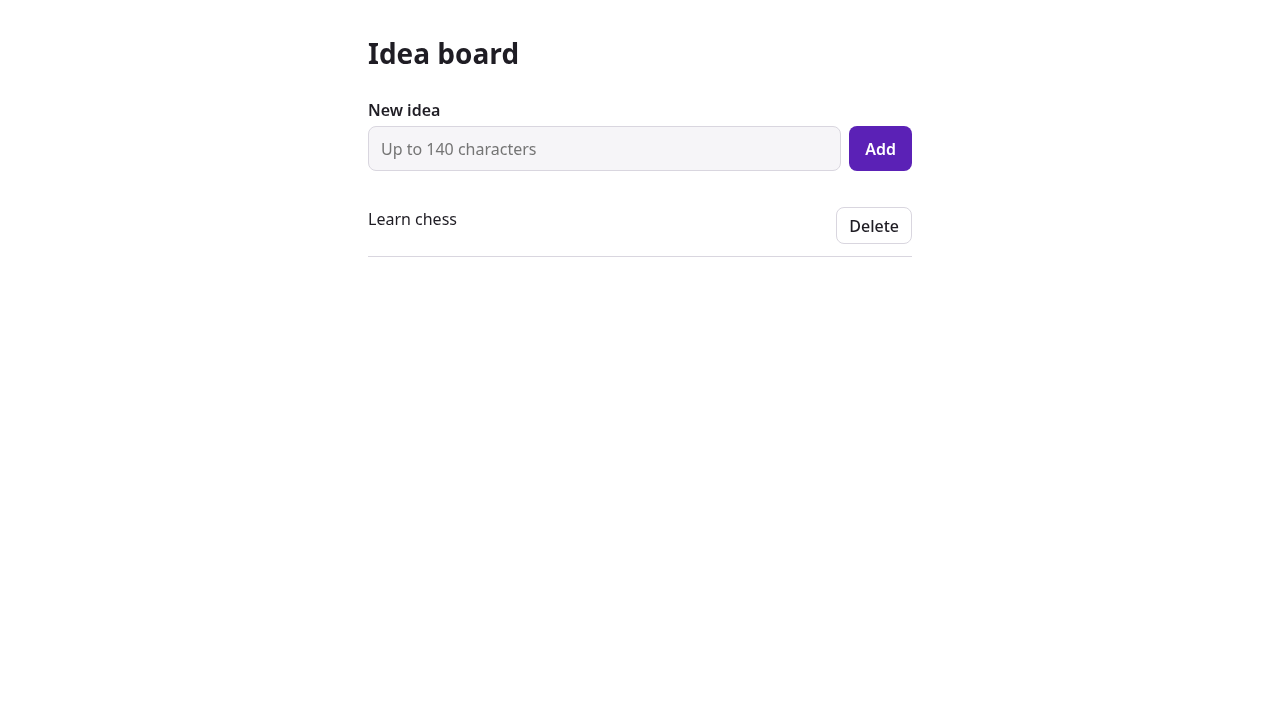 Idea board
New idea
Up to 140 characters
Add
Learn chess
Delete